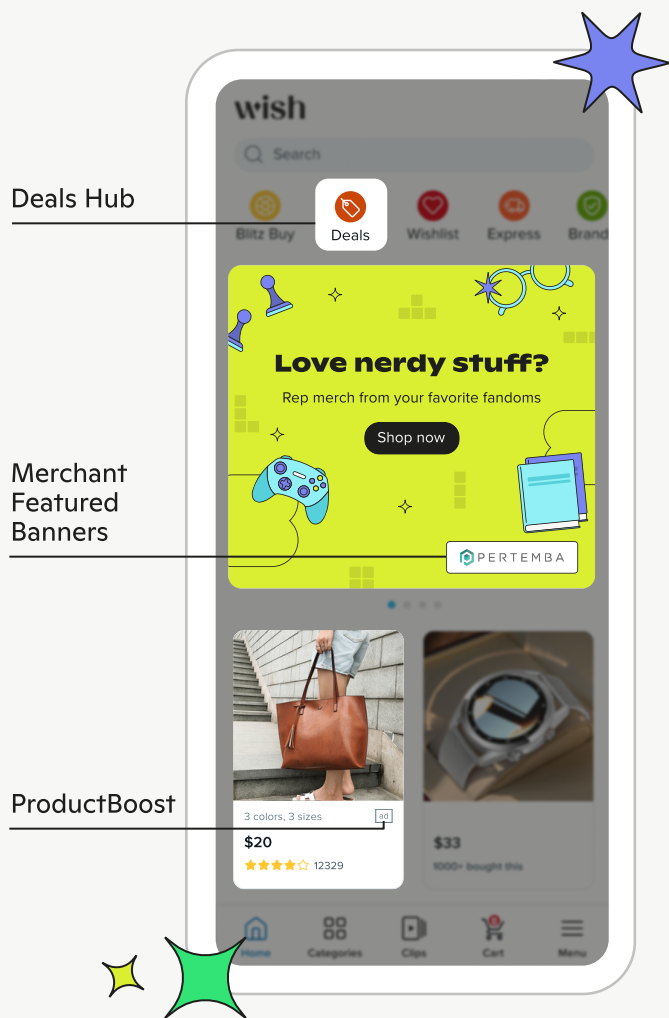 wish
Search
Deals Hub
Blitz Buy
Deals
Wishlist
Express
Brand
Love nerdy stuff?
Rep merch from your favorite fandoms
Shop now
Merchant
Featured
Banners
PERTEMBA
ProductBoost
3 colors, 3 sizes
ad
$20
12329
$33
1000+ bought this
Home
Categories
Clips
Cart
Menu